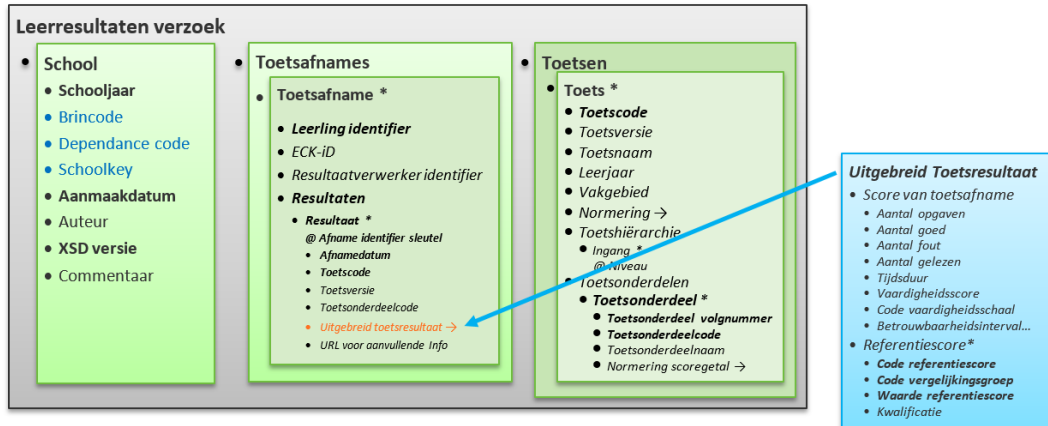 Leerresultaten verzoek
School
Schooljaar
Brincode
Dependance code
Schoolkey
Aanmaakdatum
Auteur
XSD versie
Commentaar
Toetsafnames
Toetsafname *
Leerling identifier
ECK-iD
Resultaatverwerker identifier
Resultaten
Resultaat *
@ Afname identifier sleutel
Afnamedatum
Toetscode
Toetsversie
Toetsonderdeelcode
Uitgebreid toetsresultaat →
URL voor aanvullende Info
Toetsen
Toets *
Toetscode
Toetsversie
Toetsnaam
Leerjaar
Vakgebied
Normering →
Toetshiërarchie
Ingang *
@ Niveau
Toetsonderdelen
Toetsonderdeel *
Toetsonderdeel volgnummer
Toetsonderdeelcode
Toetsonderdeelnaam
Normering scoregetal →
Uitgebreid Toetsresultaat
Score van toetsafname
Aantal opgaven
Aantal goed
Aantal fout
Aantal gelezen
Tijdsduur
Vaardigheidsscore
Code vaardigheidsschaal
Betrouwbaarheidsinterval...
Referentiescore*
Code referentiescore
Code vergelijkingsgroep
Waarde referentiescore
Kwalificatie